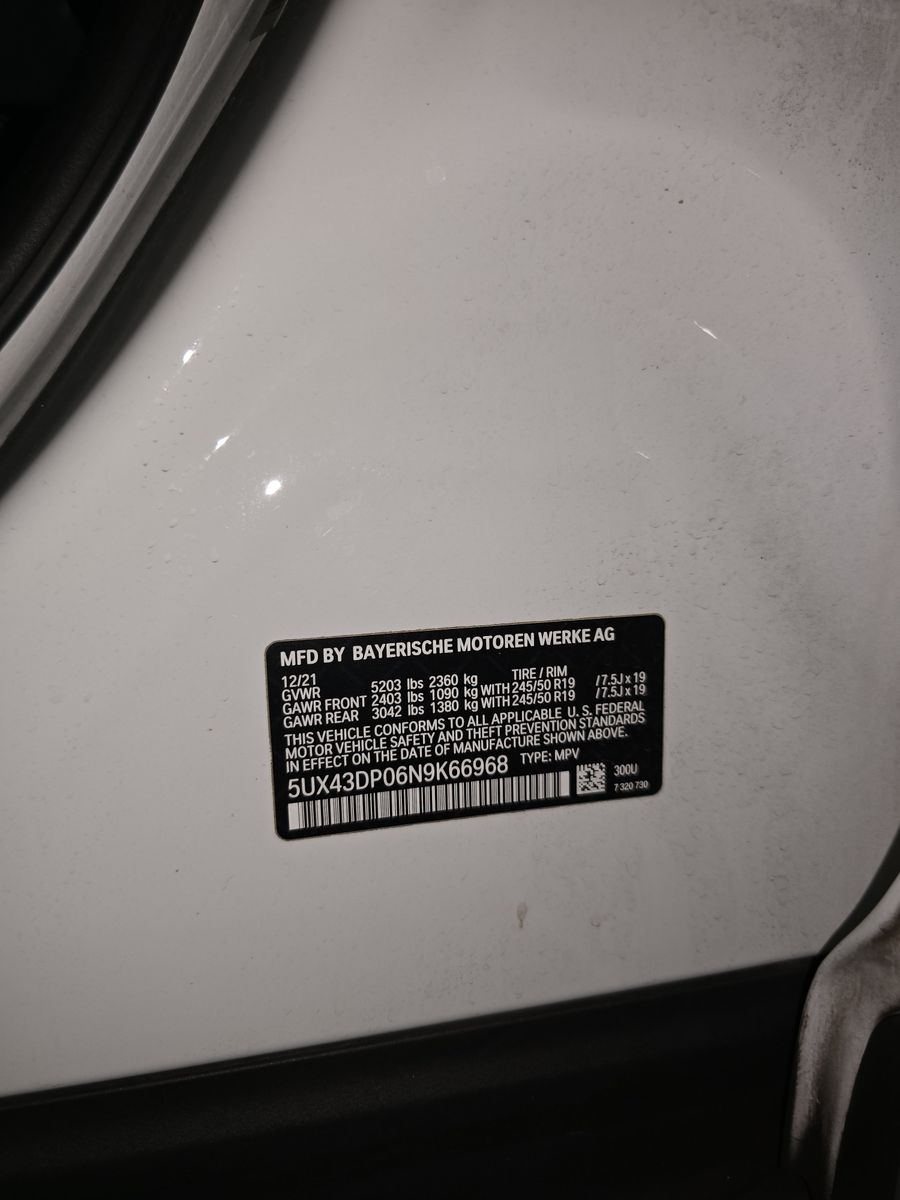 MFD BY BAYERISCHE MOTOREN WERKE AG
12/21 TIRE / RIM
GVWR 5203 lbs 2360 kg
GAWR FRONT 2403 lbs 1090 kg WITH 245/50 R19 / 7.5J x 19
GAWR REAR 3042 lbs 1380 kg WITH 245/50 R19 / 7.5J x 19
THIS VEHICLE CONFORMS TO ALL APPLICABLE U. S. FEDERAL
MOTOR VEHICLE SAFETY AND THEFT PREVENTION STANDARDS
IN EFFECT ON THE DATE OF MANUFACTURE SHOWN ABOVE.
5UX43DP06N9K66968 TYPE: MPV
300U
7 320 730